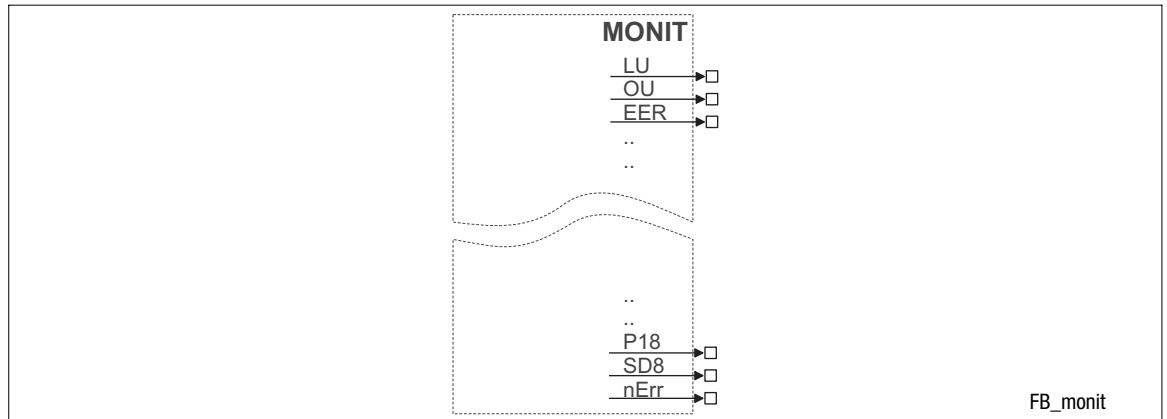 MONIT
LU
OU
EER
..
..
..
..
P18
SD8
nErr
FB_monit